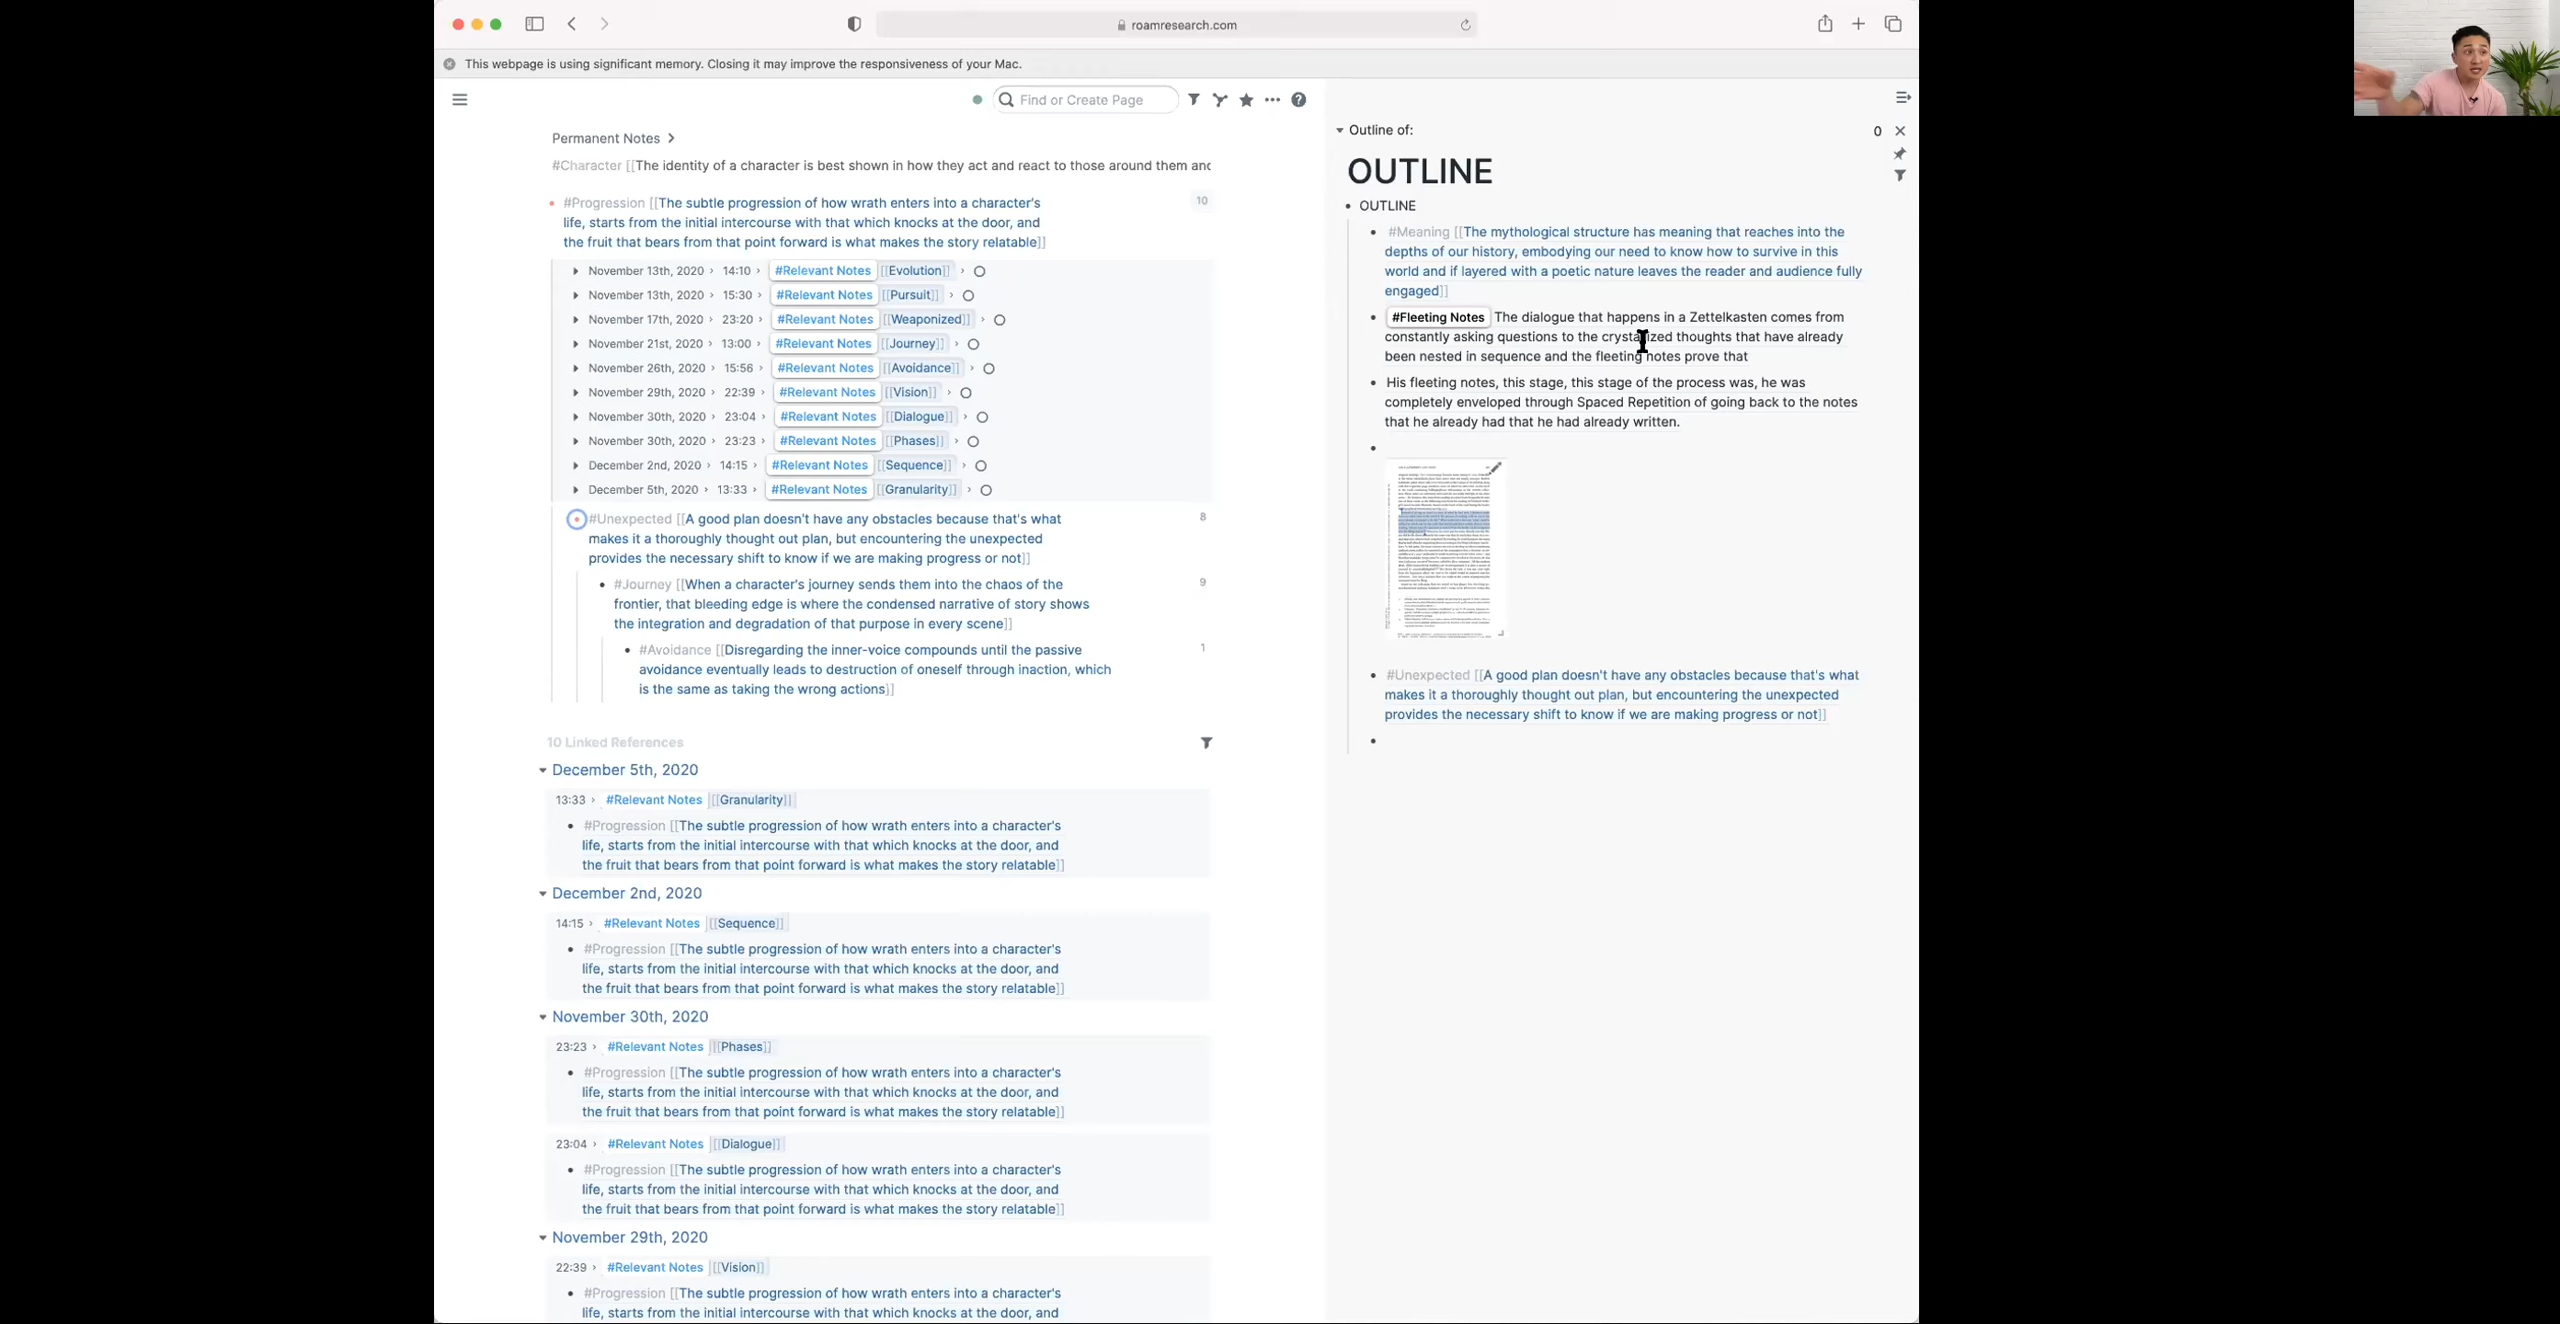 roamresearch.com
This webpage is using significant memory. Closing it may improve the responsiveness of your Mac.
Find or Create Page
Permanent Notes
#Character [[The identity of a character is best shown in how they act and react to those around them and
#Progression [[The subtle progression of how wrath enters into a character's
life, starts from the initial intercourse with that which knocks at the door, and
the fruit that bears from that point forward is what makes the story relatable]]
10
November 13th, 2020 › 14:10 › #Relevant Notes [[Evolution]] ›
November 13th, 2020 › 15:30 › #Relevant Notes [[Pursuit]] ›
November 17th, 2020 › 23:20 › #Relevant Notes [[Weaponized]] ›
November 21st, 2020 › 13:00 › #Relevant Notes [[Journey]] ›
November 26th, 2020 › 15:56 › #Relevant Notes [[Avoidance]] ›
November 29th, 2020 › 22:39 › #Relevant Notes [[Vision]] ›
November 30th, 2020 › 23:04 › #Relevant Notes [[Dialogue]] ›
November 30th, 2020 › 23:23 › #Relevant Notes [[Phases]] ›
December 2nd, 2020 › 14:15 › #Relevant Notes [[Sequence]] ›
December 5th, 2020 › 13:33 › #Relevant Notes [[Granularity]] ›
#Unexpected [[A good plan doesn't have any obstacles because that's what
makes it a thoroughly thought out plan, but encountering the unexpected
provides the necessary shift to know if we are making progress or not]]
8
#Journey [[When a character's journey sends them into the chaos of the
frontier, that bleeding edge is where the condensed narrative of story shows
the integration and degradation of that purpose in every scene]]
9
#Avoidance [[Disregarding the inner-voice compounds until the passive
avoidance eventually leads to destruction of oneself through inaction, which
is the same as taking the wrong actions]]
1
10 Linked References
December 5th, 2020
13:33 › #Relevant Notes [[Granularity]]
#Progression [[The subtle progression of how wrath enters into a character's
life, starts from the initial intercourse with that which knocks at the door, and
the fruit that bears from that point forward is what makes the story relatable]]
December 2nd, 2020
14:15 › #Relevant Notes [[Sequence]]
#Progression [[The subtle progression of how wrath enters into a character's
life, starts from the initial intercourse with that which knocks at the door, and
the fruit that bears from that point forward is what makes the story relatable]]
November 30th, 2020
23:23 › #Relevant Notes [[Phases]]
#Progression [[The subtle progression of how wrath enters into a character's
life, starts from the initial intercourse with that which knocks at the door, and
the fruit that bears from that point forward is what makes the story relatable]]
23:04 › #Relevant Notes [[Dialogue]]
#Progression [[The subtle progression of how wrath enters into a character's
life, starts from the initial intercourse with that which knocks at the door, and
the fruit that bears from that point forward is what makes the story relatable]]
November 29th, 2020
22:39 › #Relevant Notes [[Vision]]
#Progression [[The subtle progression of how wrath enters into a character's
life, starts from the initial intercourse with that which knocks at the door, and
Outline of:
0
OUTLINE
OUTLINE
#Meaning [[The mythological structure has meaning that reaches into the
depths of our history, embodying our need to know how to survive in this
world and if layered with a poetic nature leaves the reader and audience fully
engaged]]
#Fleeting Notes The dialogue that happens in a Zettelkasten comes from
constantly asking questions to the crystalized thoughts that have already
been nested in sequence and the fleeting notes prove that
His fleeting notes, this stage, this stage of the process was, he was
completely enveloped through Spaced Repetition of going back to the notes
that he already had that he had already written.
#Unexpected [[A good plan doesn't have any obstacles because that's what
makes it a thoroughly thought out plan, but encountering the unexpected
provides the necessary shift to know if we are making progress or not]]